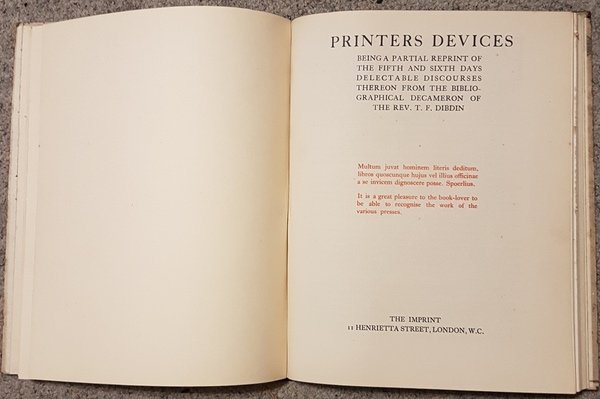 PRINTERS DEVICES
BEING A PARTIAL REPRINT OF
THE FIFTH AND SIXTH DAYS
DELECTABLE DISCOURSES
THEREON FROM THE BIBLIO-
GRAPHICAL DECAMERON OF
THE REV. T. F. DIBDIN
Multum juvat hominem literis deditum,
libros quoscunque hujus vel illius officinae
a se invicem dignoscere posse. Spoerlius.
It is a great pleasure to the book-lover to
be able to recognise the work of the
various presses.
THE IMPRINT
11 HENRIETTA STREET, LONDON, W.C.